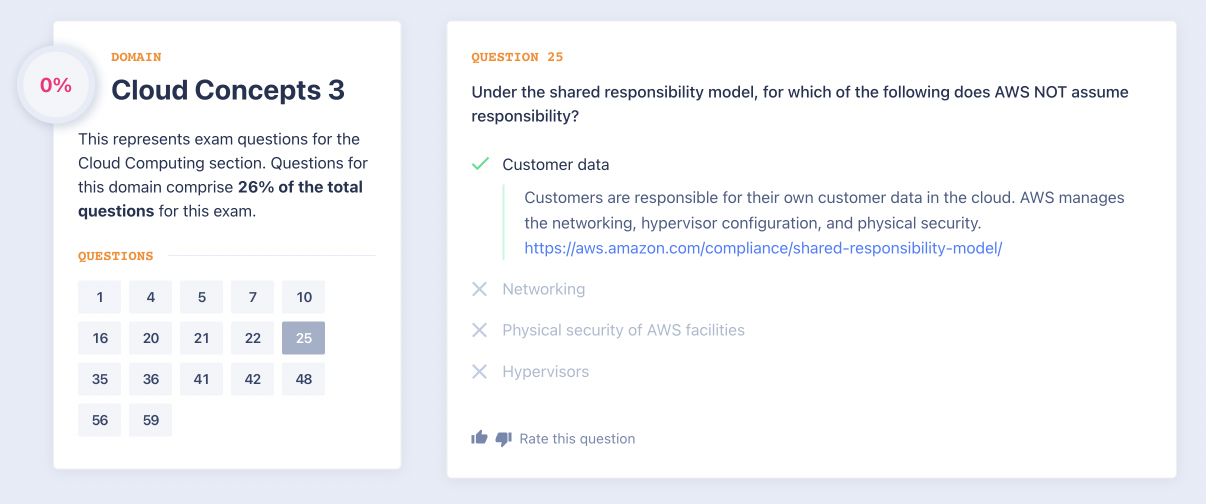 0%
DOMAIN
Cloud Concepts 3
This represents exam questions for the
Cloud Computing section. Questions for
this domain comprise 26% of the total
questions for this exam.
QUESTIONS
1 4 5 7 10
16 20 21 22 25
35 36 41 42 48
56 59
QUESTION 25
Under the shared responsibility model, for which of the following does AWS NOT assume
responsibility?
Customer data
Customers are responsible for their own customer data in the cloud. AWS manages
the networking, hypervisor configuration, and physical security.
https://aws.amazon.com/compliance/shared-responsibility-model/
Networking
Physical security of AWS facilities
Hypervisors
Rate this question